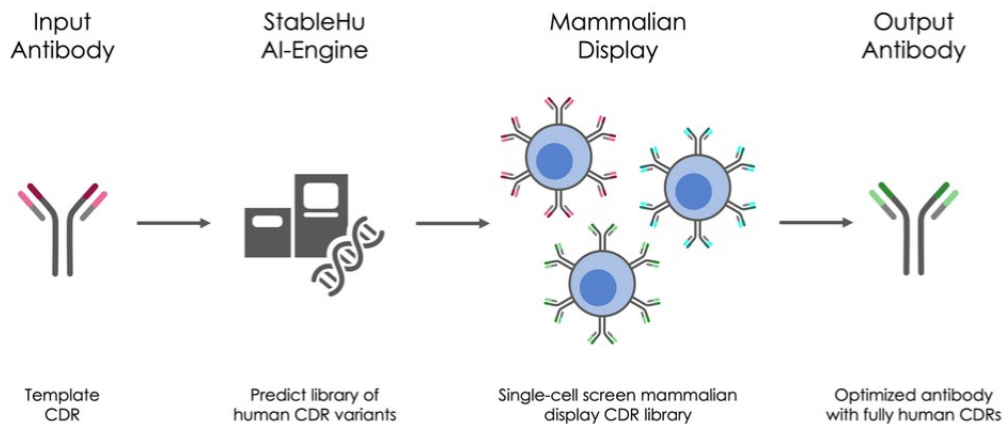 Input
Antibody
StableHu
AI-Engine
Mammalian
Display
Output
Antibody
Template
CDR
Predict library of
human CDR variants
Single-cell screen mammalian
display CDR library
Optimized antibody
with fully human CDRs